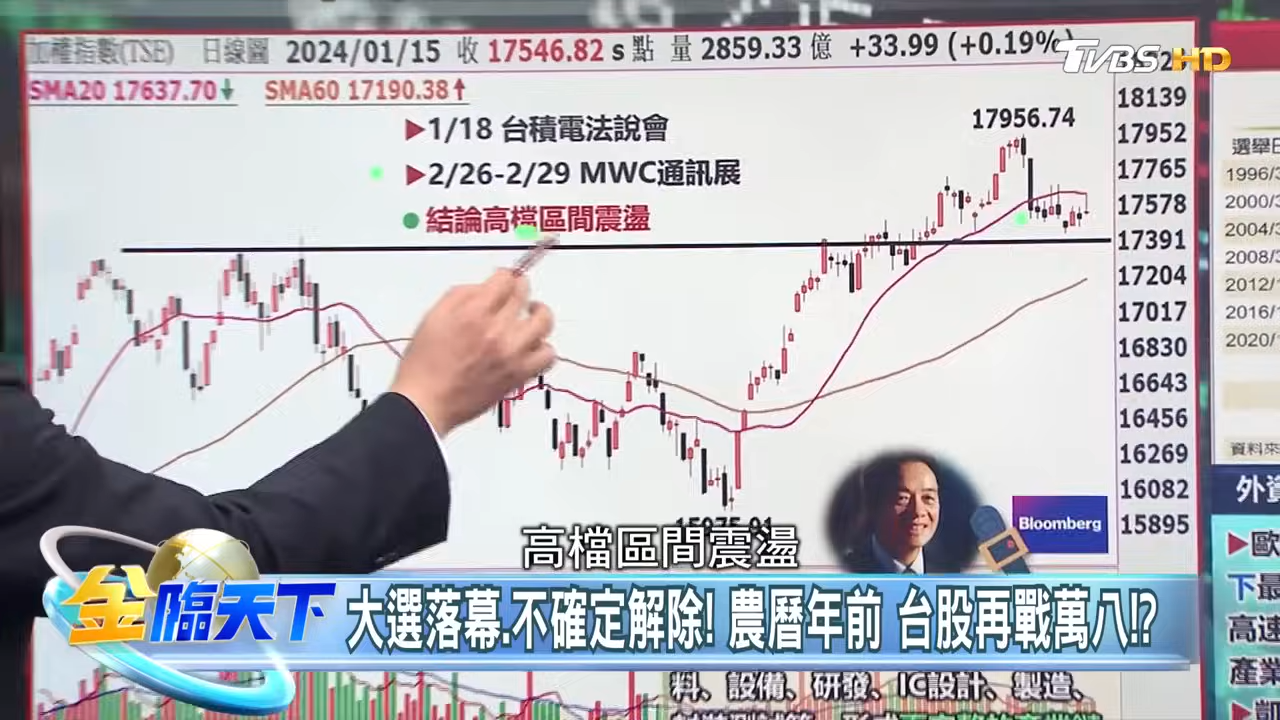 加權指數(TSE) 日線圖 2024/01/15 收 17546.82 s 點 量 2859.33 億 +33.99 (+0.19%)
TVBS HD
SMA20 17637.70↓ SMA60 17190.38↑
▶1/18 台積電法說會
▶2/26-2/29 MWC通訊展
●結論高檔區間震盪
17956.74
18139
17952
17765
17578
17391
17204
17017
16830
16643
16456
16269
16082
15895
選舉日
1996/3
2000/3
2004/3
2008/3
2012/1
2016/1
2020/1
資料來
外資
▶歐
下最
高速
產業
▶凱
Bloomberg
高檔區間震盪
金臨天下
大選落幕.不確定解除! 農曆年前 台股再戰萬八!?
料、設備、研發、IC設計、製造、